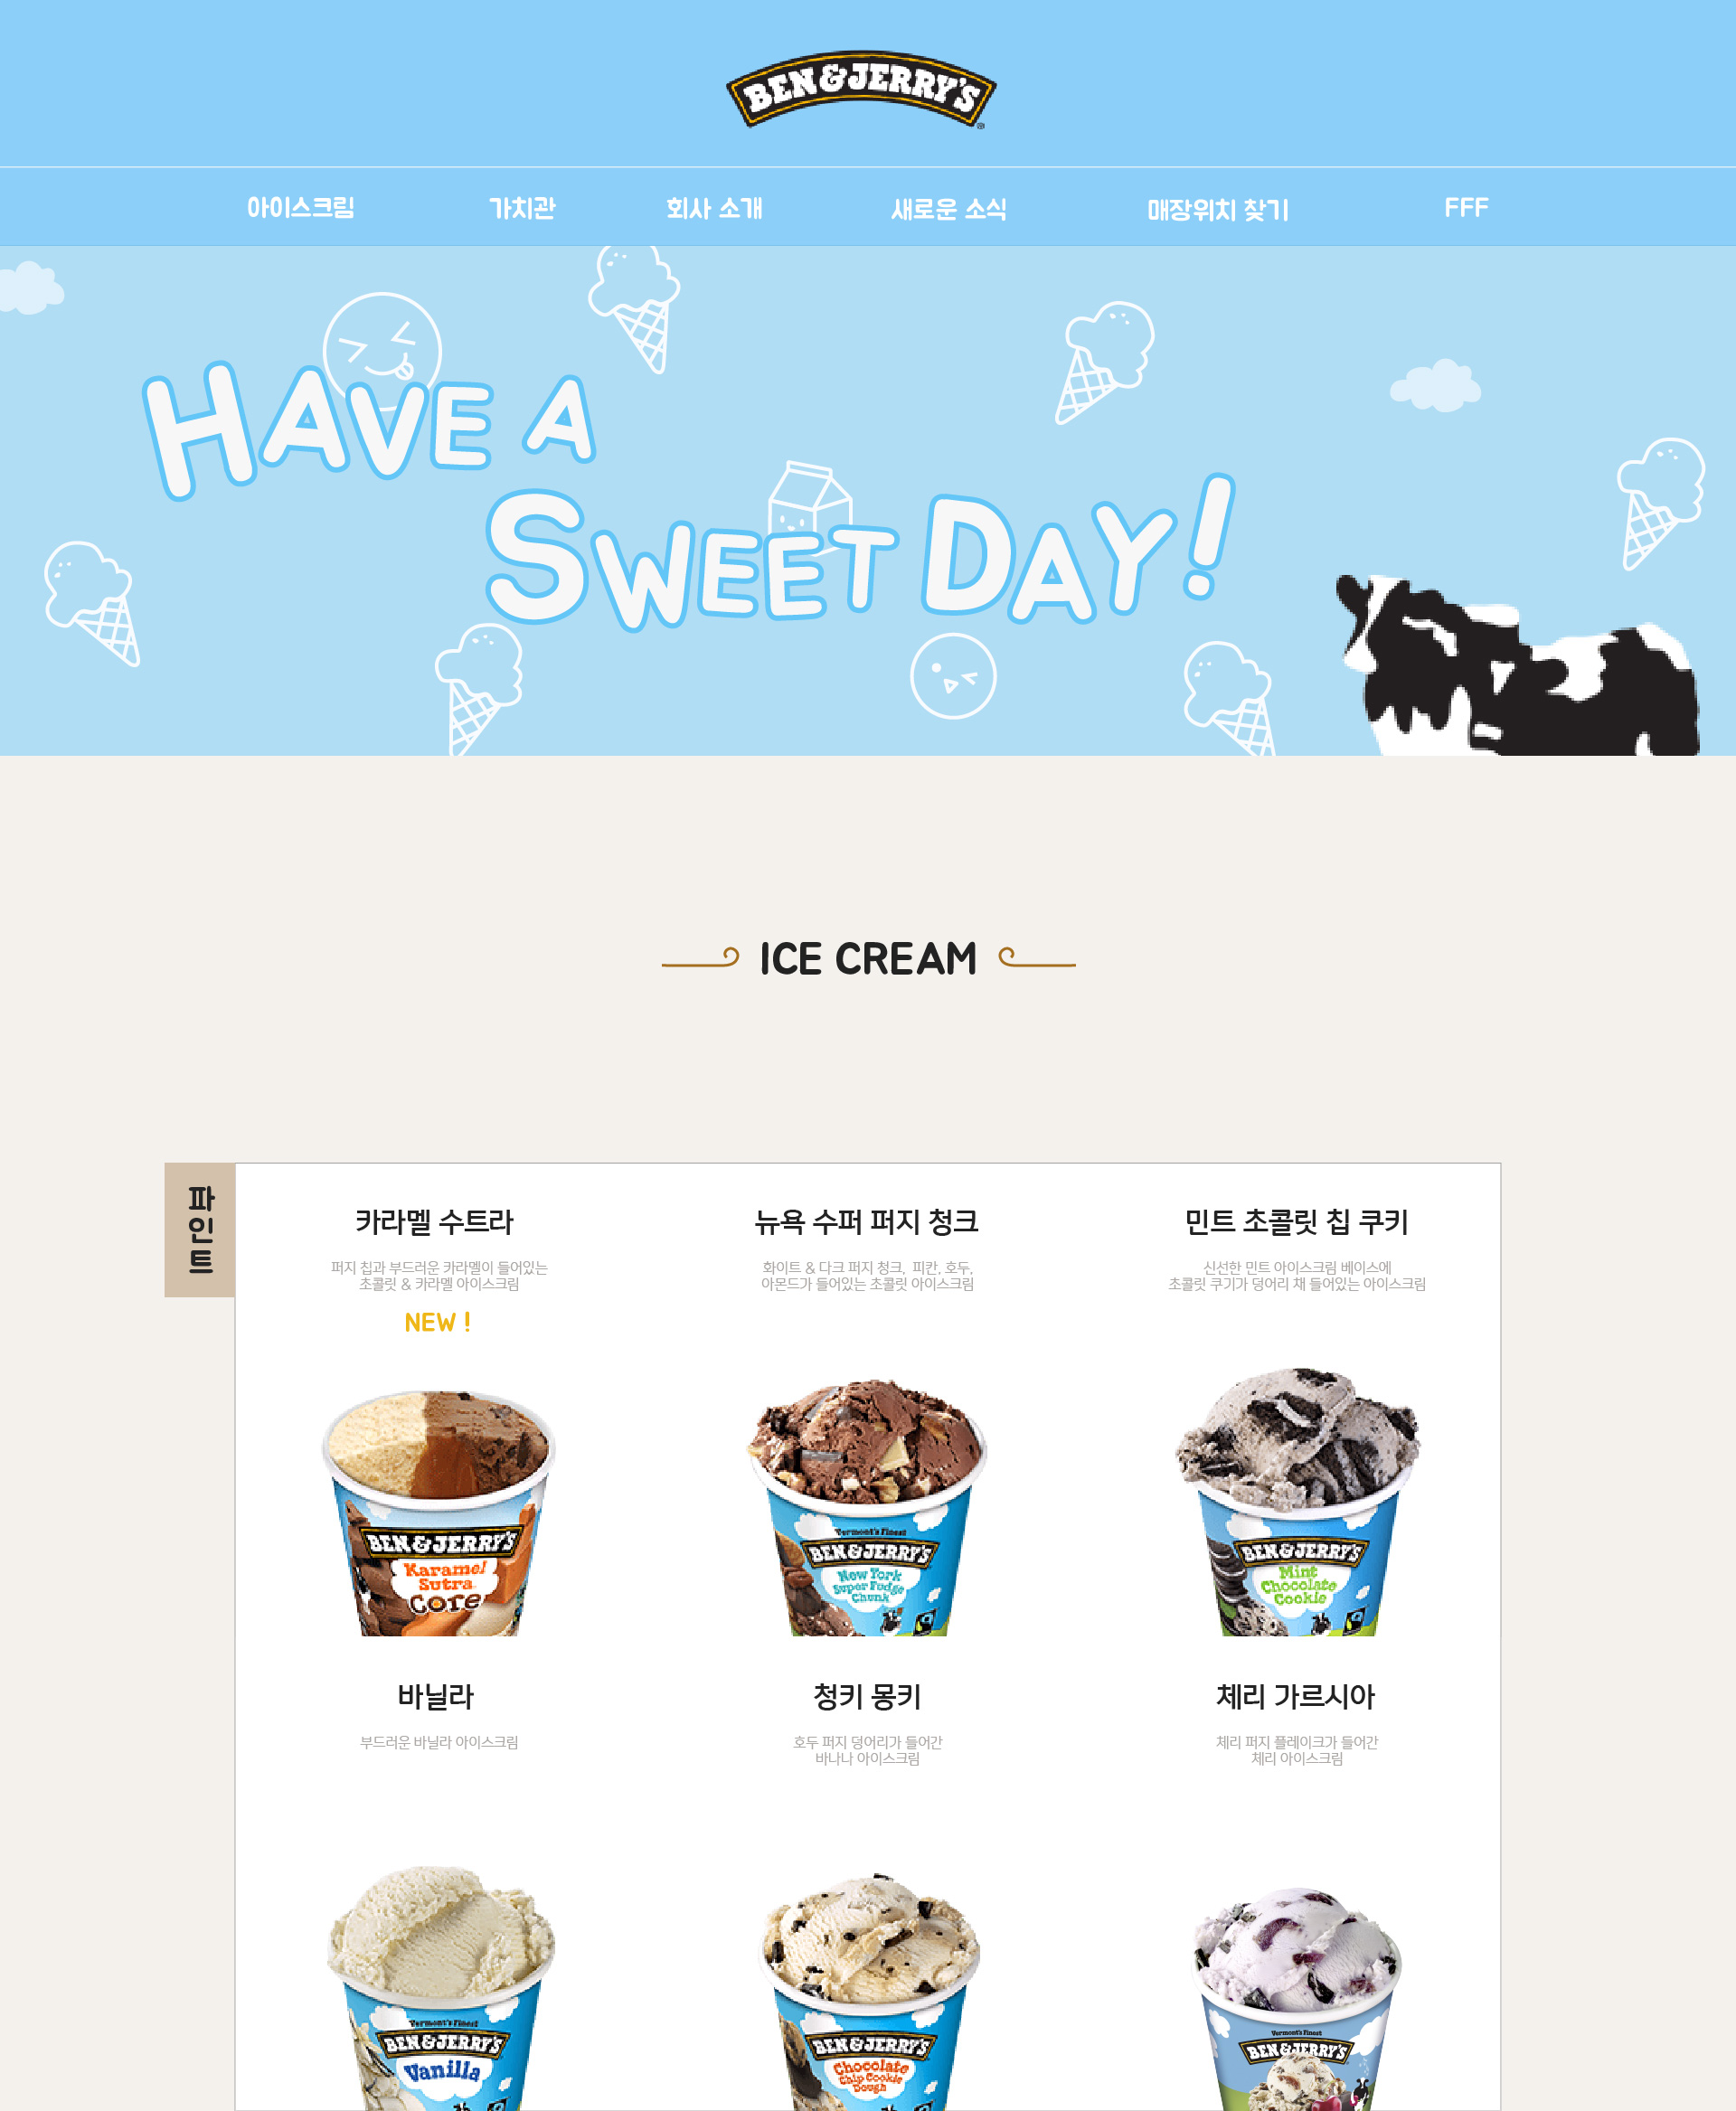 BEN & JERRY'S
아이스크림 가치관 회사 소개 새로운 소식 매장위치 찾기 FFF
HAVE A
SWEET DAY!
ICE CREAM
파인트
카라멜 수트라
퍼지 칩과 부드러운 카라멜이 들어있는
초콜릿 & 카라멜 아이스크림
NEW !
BEN & JERRY'S
Karamel
Sutra
Core
뉴욕 수퍼 퍼지 청크
화이트 & 다크 퍼지 청크, 피칸, 호두,
아몬드가 들어있는 초콜릿 아이스크림
Vermont's Finest
BEN & JERRY'S
New York
Super Fudge
Chunk
민트 초콜릿 칩 쿠키
신선한 민트 아이스크림 베이스에
초콜릿 쿠기가 덩어리 채 들어있는 아이스크림
BEN & JERRY'S
Mint
Chocolate
Cookie
바닐라
부드러운 바닐라 아이스크림
Vermont's Finest
BEN & JERRY'S
Vanilla
청키 몽키
호두 퍼지 덩어리가 들어간
바나나 아이스크림
BEN & JERRY'S
Chocolate
Chip Cookie
Dough
체리 가르시아
체리 퍼지 플레이크가 들어간
체리 아이스크림
Vermont's Finest
BEN & JERRY'S